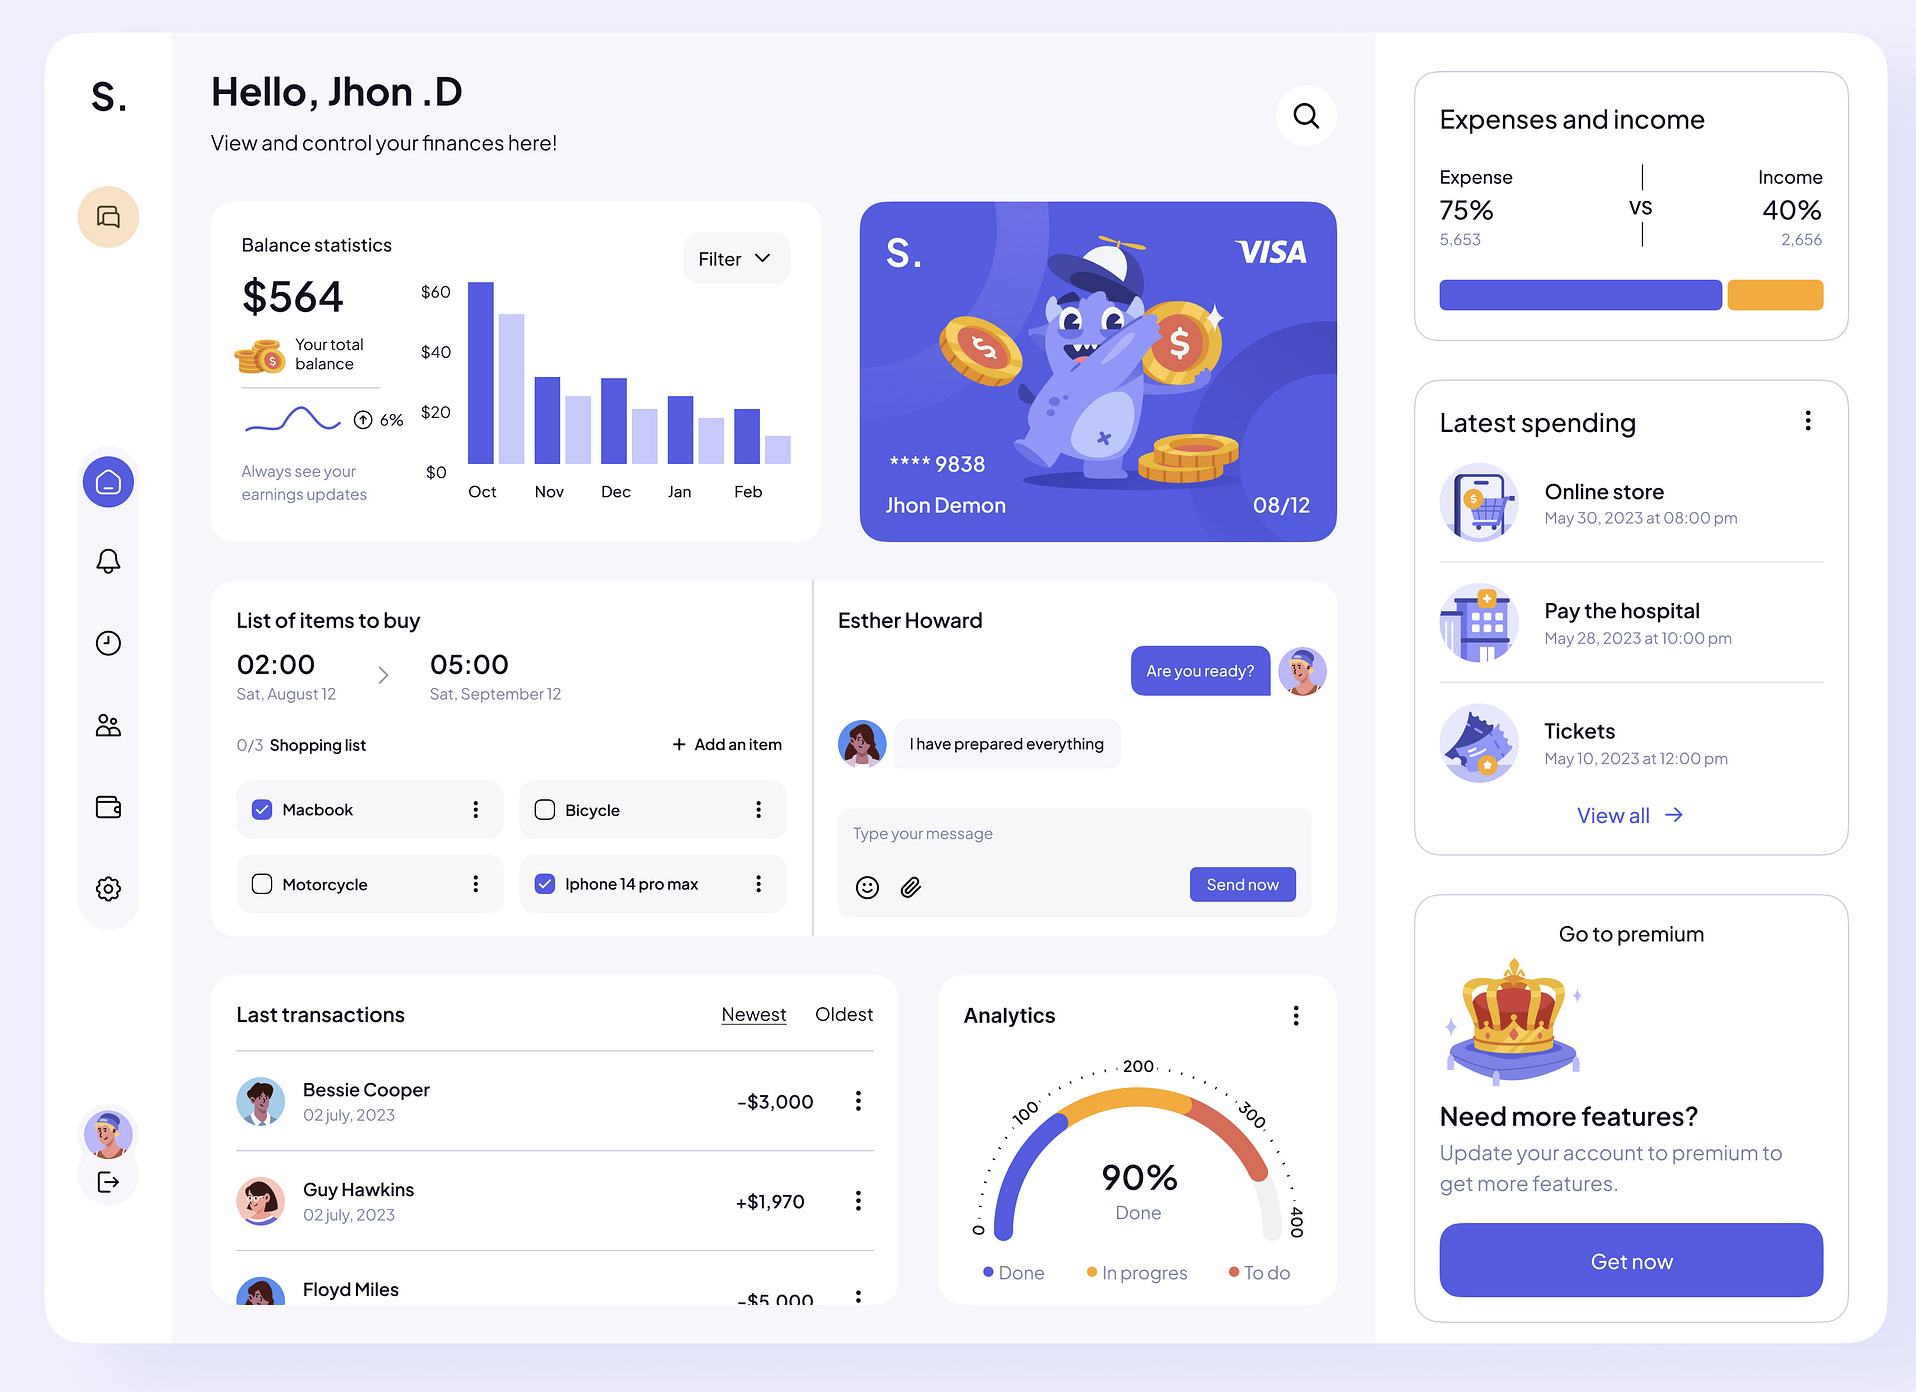 S.
Hello, Jhon .D
View and control your finances here!
Balance statistics
$564
Your total
balance
6%
Always see your
earnings updates
Filter
$60
$40
$20
$0
Oct Nov Dec Jan Feb
S.
VISA
$
$
**** 9838
Jhon Demon
08/12
List of items to buy
02:00
Sat, August 12
05:00
Sat, September 12
0/3 Shopping list
+ Add an item
Macbook
Bicycle
Motorcycle
Iphone 14 pro max
Esther Howard
Are you ready?
I have prepared everything
Type your message
Send now
Last transactions
Newest Oldest
Bessie Cooper
02 july, 2023
-$3,000
Guy Hawkins
02 july, 2023
+$1,970
Floyd Miles
-$5,000
Analytics
0
100
200
300
400
90%
Done
Done In progres To do
Expenses and income
Expense
75%
5,653
VS
Income
40%
2,656
Latest spending
Online store
May 30, 2023 at 08:00 pm
Pay the hospital
May 28, 2023 at 10:00 pm
Tickets
May 10, 2023 at 12:00 pm
View all
Go to premium
Need more features?
Update your account to premium to
get more features.
Get now